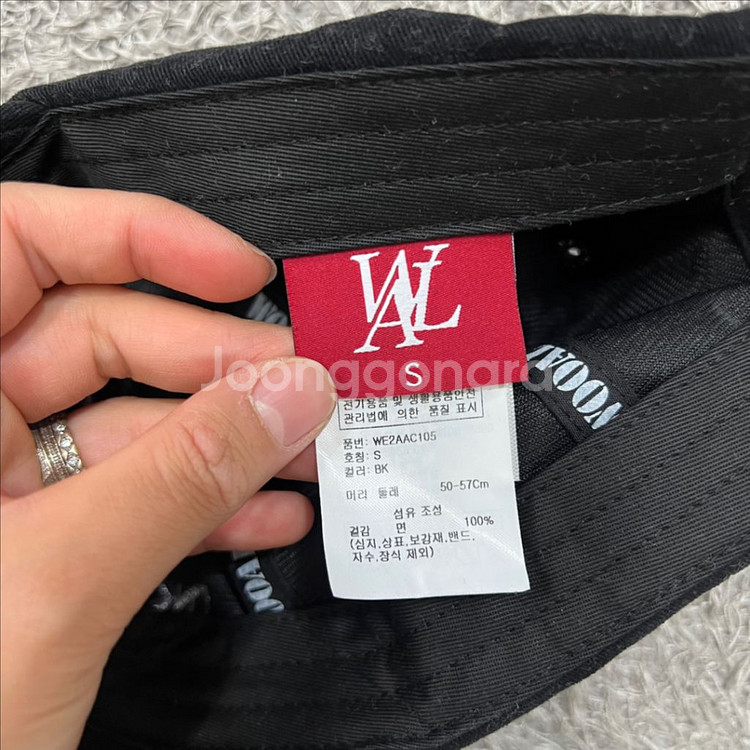 WAL
S
Joonggonara
전기용품 및 생활용품안전
관리법에 의한 품질 표시
품번: WE2AAC105
호칭: S
컬러: BK
머리 둘레 50-57Cm
섬유 조성
겉감 면 100%
(심지,상표,보강재,밴드,
자수,장식 제외)
OOA